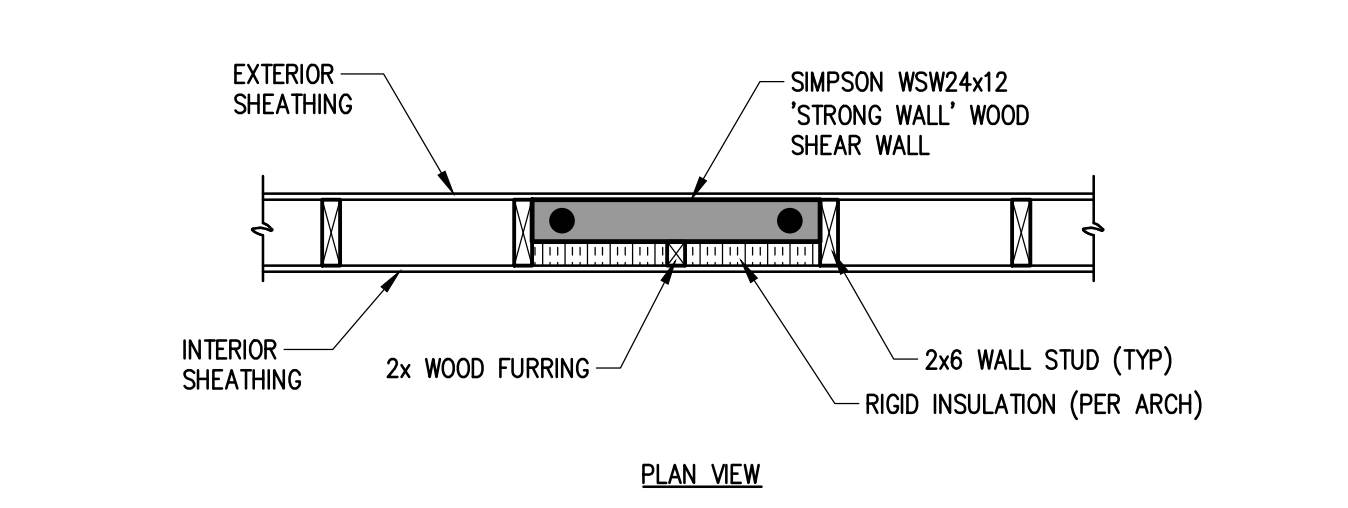 EXTERIOR
SHEATHING
SIMPSON WSW24x12
'STRONG WALL' WOOD
SHEAR WALL
INTERIOR
SHEATHING
2x WOOD FURRING
2x6 WALL STUD (TYP)
RIGID INSULATION (PER ARCH)
PLAN VIEW